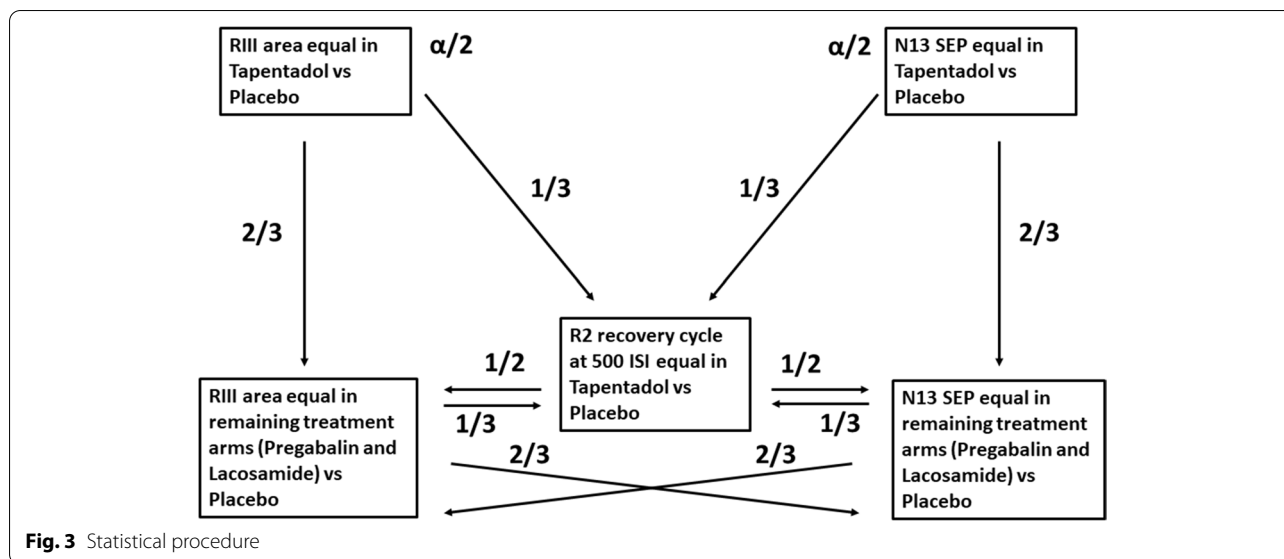 RIII area equal in
Tapentadol vs
Placebo
α/2
α/2
N13 SEP equal in
Tapentadol vs
Placebo
1/3
1/3
2/3
2/3
R2 recovery cycle
at 500 ISI equal in
Tapentadol vs
Placebo
1/2
1/2
1/3
1/3
RIII area equal in
remaining treatment
arms (Pregabalin and
Lacosamide) vs
Placebo
N13 SEP equal in
remaining treatment
arms (Pregabalin and
Lacosamide) vs
Placebo
2/3
2/3
Fig. 3 Statistical procedure